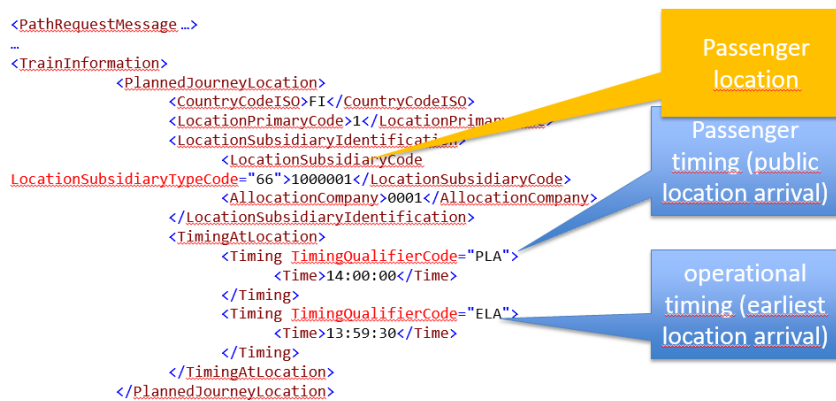 <PathRequestMessage …>
…
<TrainInformation>
<PlannedJourneyLocation>
<CountryCodeISO>FI</CountryCodeISO>
<LocationPrimaryCode>1</LocationPrimary
<LocationSubsidiaryIdentification>
<LocationSubsidiaryCode
LocationSubsidiaryTypeCode="66">1000001</LocationSubsidiaryCode>
<AllocationCompany>0001</AllocationCompany>
</LocationSubsidiaryIdentification>
<TimingAtLocation>
<Timing TimingQualifierCode="PLA">
<Time>14:00:00</Time>
</Timing>
<Timing TimingQualifierCode="ELA">
<Time>13:59:30</Time>
</Timing>
</TimingAtLocation>
</PlannedJourneyLocation>
Passenger
location
Passenger
timing (public
location arrival)
operational
timing (earliest
location arrival)